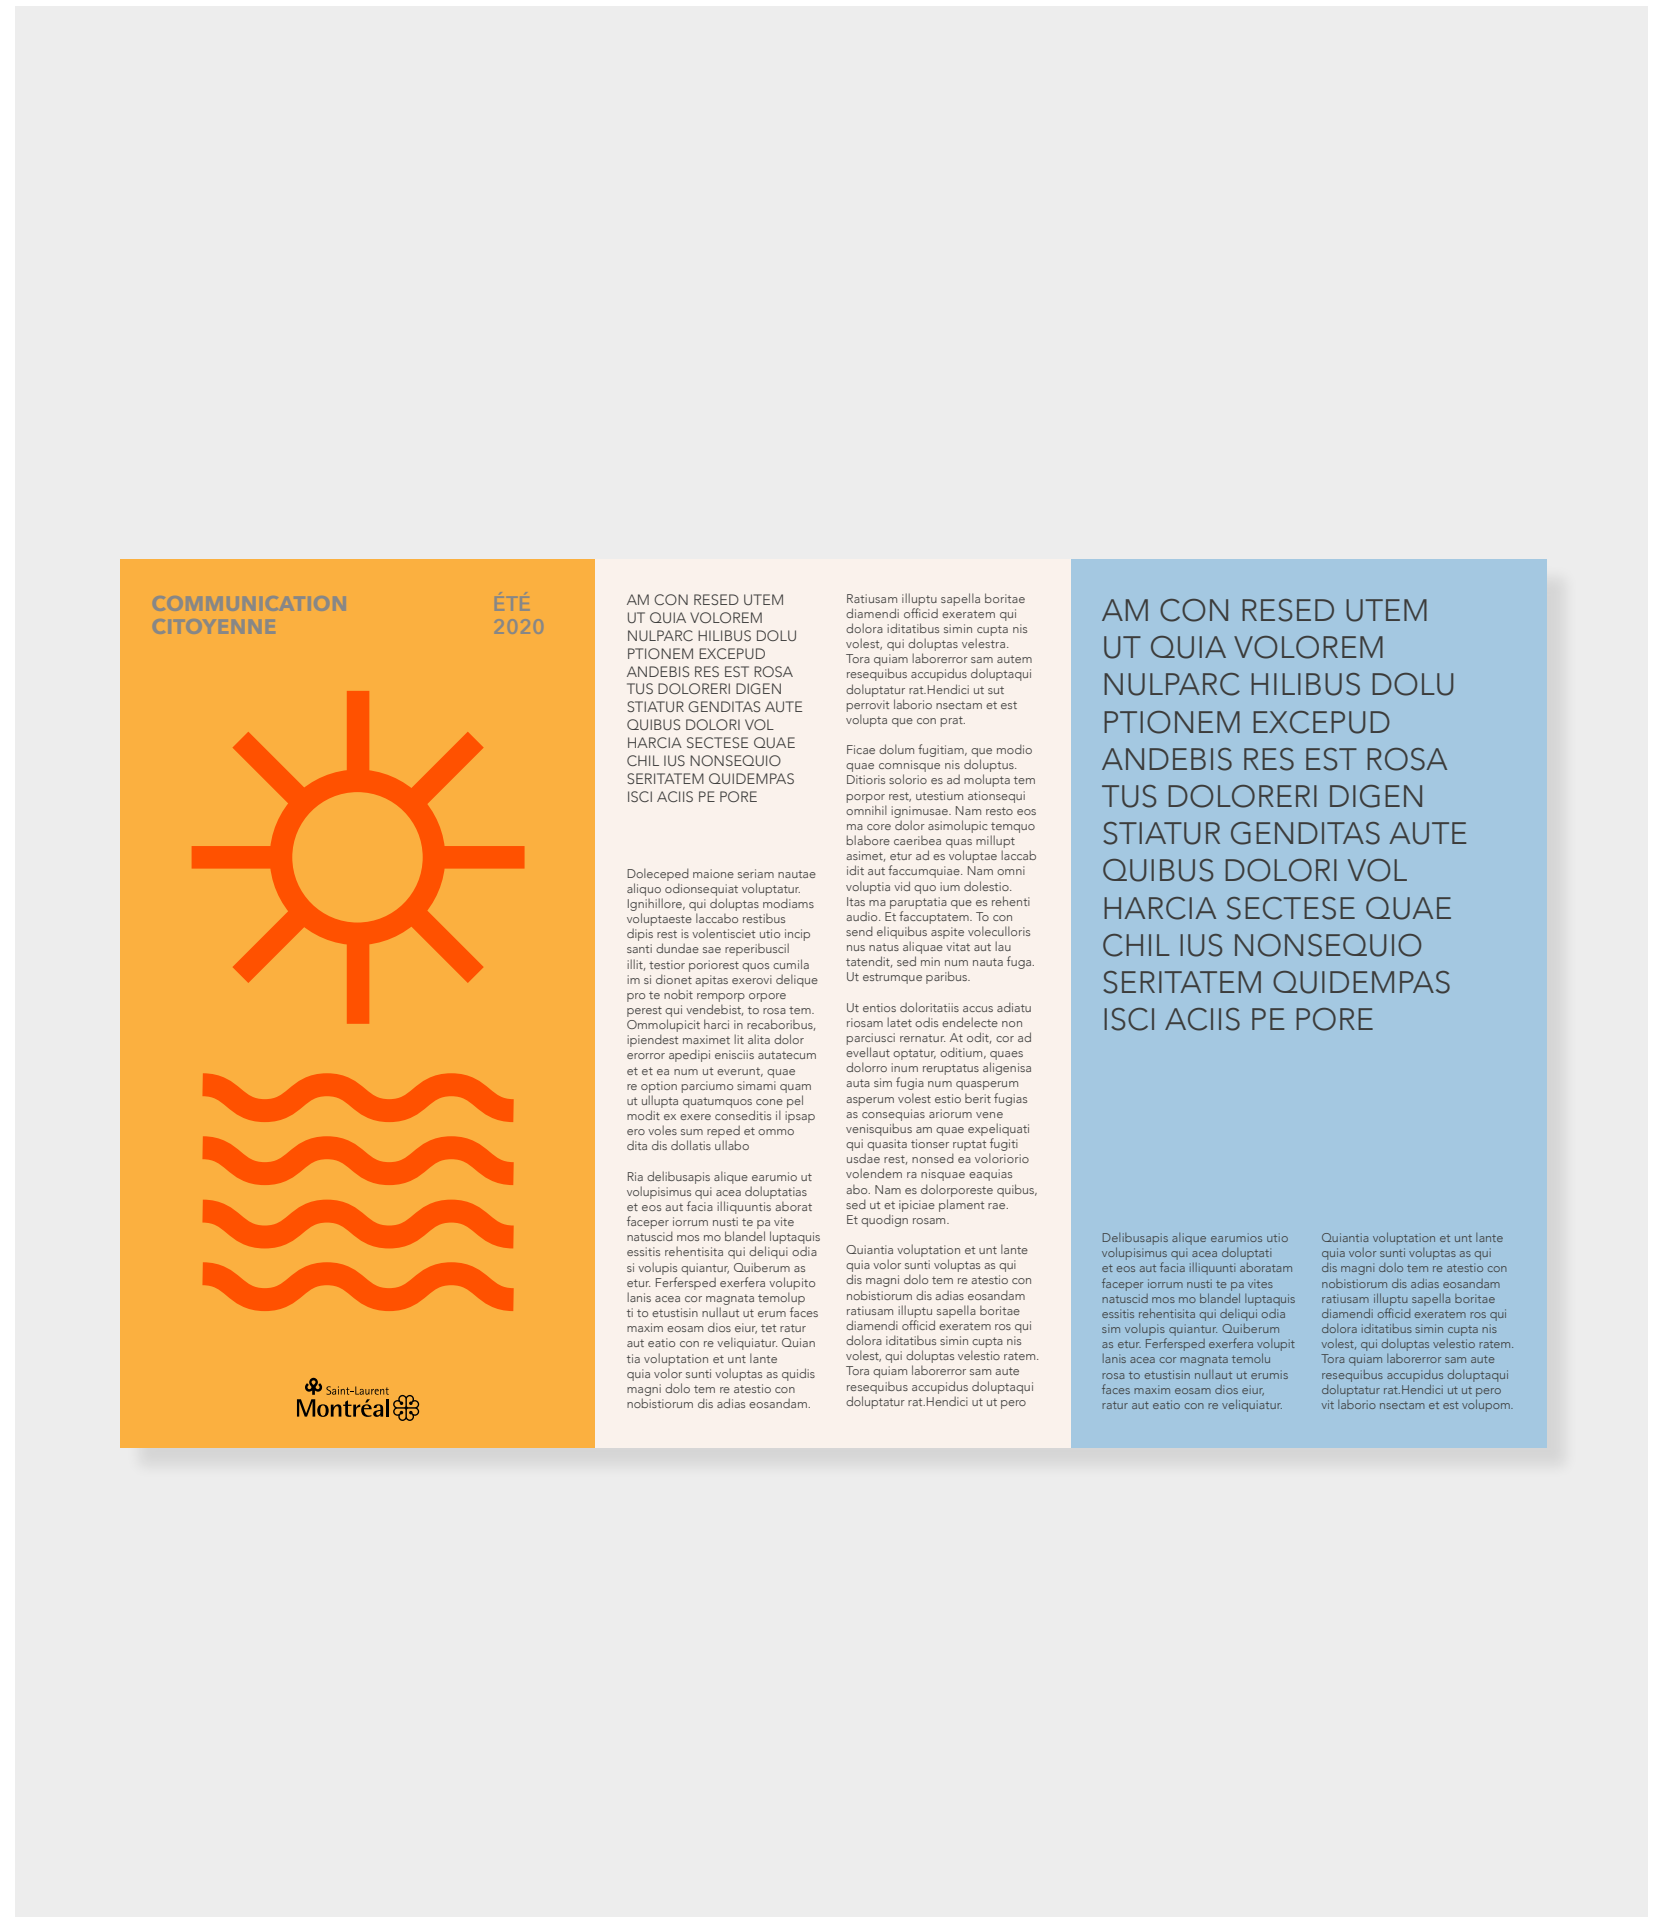 COMMUNICATION
CITOYENNE
ÉTÉ
2020
Saint-Laurent
Montréal
AM CON RESED UTEM
UT QUIA VOLOREM
NULPARC HILIBUS DOLU
PTIONEM EXCEPUD
ANDEBIS RES EST ROSA
TUS DOLORERI DIGEN
STIATUR GENDITAS AUTE
QUIBUS DOLORI VOL
HARCIA SECTESE QUAE
CHIL IUS NONSEQUIO
SERITATEM QUIDEMPAS
ISCI ACIIS PE PORE
Doleceped maione seriam nautae
aliquo odionsequiat voluptatur.
Ignihillore, qui doluptas modiams
voluptaeste laccabo restibus
dipis rest is volentisciet utio incip
santi dundae sae reperibuscil
illit, testior poriorest quos cumila
im si dionet apitas exerovi delique
pro te nobit remporp orpore
perest qui vendebist, to rosa tem.
Ommolupicit harci in recaboribus,
ipiendest maximet lit alita dolor
erorror apedipi enisciis autatecum
et et ea num ut everunt, quae
re option parciumo simami quam
ut ullupta quatumquos cone pel
modit ex exere conseditis il ipsap
ero voles sum reped et ommo
dita dis dollatis ullabo
Ria delibusapis alique earumio ut
volupisimus qui acea doluptatias
et eos aut facia illiquuntis aborat
faceper iorrum nusti te pa vite
natuscid mos mo blandel luptaquis
essitis rehentisita qui deliqui odia
si volupis quiantur, Quiberum as
etur. Ferfersped exerfera volupito
lanis acea cor magnata temolup
ti to etustisin nullaut ut erum faces
maxim eosam dios eiur, tet ratur
aut eatio con re veliquiatur. Quian
tia voluptation et unt lante
quia volor sunti voluptas as quidis
magni dolo tem re atestio con
nobistiorum dis adias eosandam.
Ratiusam illuptu sapella boritae
diamendi officid exeratem qui
dolora iditatibus simin cupta nis
volest, qui doluptas velestra.
Tora quiam laborerror sam autem
resequibus accupidus doluptaqui
doluptatur rat.Hendici ut sut
perrovit laborio nsectam et est
volupta que con prat.
Ficae dolum fugitiam, que modio
quae comnisque nis doluptus.
Ditioris solorio es ad molupta tem
porpor rest, utestium ationsequi
omnihil ignimusae. Nam resto eos
ma core dolor asimolupic temquo
blabore caeribea quas millupt
asimet, etur ad es voluptae laccab
idit aut faccumquiae. Nam omni
voluptia vid quo ium dolestio.
Itas ma paruptatia que es rehenti
audio. Et faccuptatem. To con
send eliquibus aspite voleculloris
nus natus aliquae vitat aut lau
tatendit, sed min num nauta fuga.
Ut estrumque paribus.
Ut entios doloritatiis accus adiatu
riosam latet odis endelecte non
parciusci rernatur. At odit, cor ad
evellaut optatur, oditium, quaes
dolorro inum reruptatus aligenisa
auta sim fugia num quasperum
asperum volest estio berit fugias
as consequias ariorum vene
venisquibus am quae expeliquati
qui quasita tionser ruptat fugiti
usdae rest, nonsed ea voloriorio
volendem ra nisquae eaquias
abo. Nam es dolorporeste quibus,
sed ut et ipiciae plament rae.
Et quodign rosam.
Quiantia voluptation et unt lante
quia volor sunti voluptas as qui
dis magni dolo tem re atestio con
nobistiorum dis adias eosandam
ratiusam illuptu sapella boritae
diamendi officid exeratem ros qui
dolora iditatibus simin cupta nis
volest, qui doluptas velestio ratem.
Tora quiam laborerror sam aute
resequibus accupidus doluptaqui
doluptatur rat.Hendici ut ut pero
AM CON RESED UTEM
UT QUIA VOLOREM
NULPARC HILIBUS DOLU
PTIONEM EXCEPUD
ANDEBIS RES EST ROSA
TUS DOLORERI DIGEN
STIATUR GENDITAS AUTE
QUIBUS DOLORI VOL
HARCIA SECTESE QUAE
CHIL IUS NONSEQUIO
SERITATEM QUIDEMPAS
ISCI ACIIS PE PORE
Delibusapis alique earumios utio
volupisimus qui acea doluptati
et eos aut facia illiquunti aboratam
faceper iorrum nusti te pa vites
natuscid mos mo blandel luptaquis
essitis rehentisita qui deliqui odia
sim volupis quiantur. Quiberum
as etur. Ferfersped exerfera volupit
lanis acea cor magnata temolu
rosa to etustisin nullaut ut erumis
faces maxim eosam dios eiur,
ratur aut eatio con re veliquiatur.
Quiantia voluptation et unt lante
quia volor sunti voluptas as qui
dis magni dolo tem re atestio con
nobistiorum dis adias eosandam
ratiusam illuptu sapella boritae
diamendi officid exeratem ros qui
dolora iditatibus simin cupta nis
volest, qui doluptas velestio ratem.
Tora quiam laborerror sam aute
resequibus accupidus doluptaqui
doluptatur rat.Hendici ut ut pero
vit laborio nsectam et est volupom.